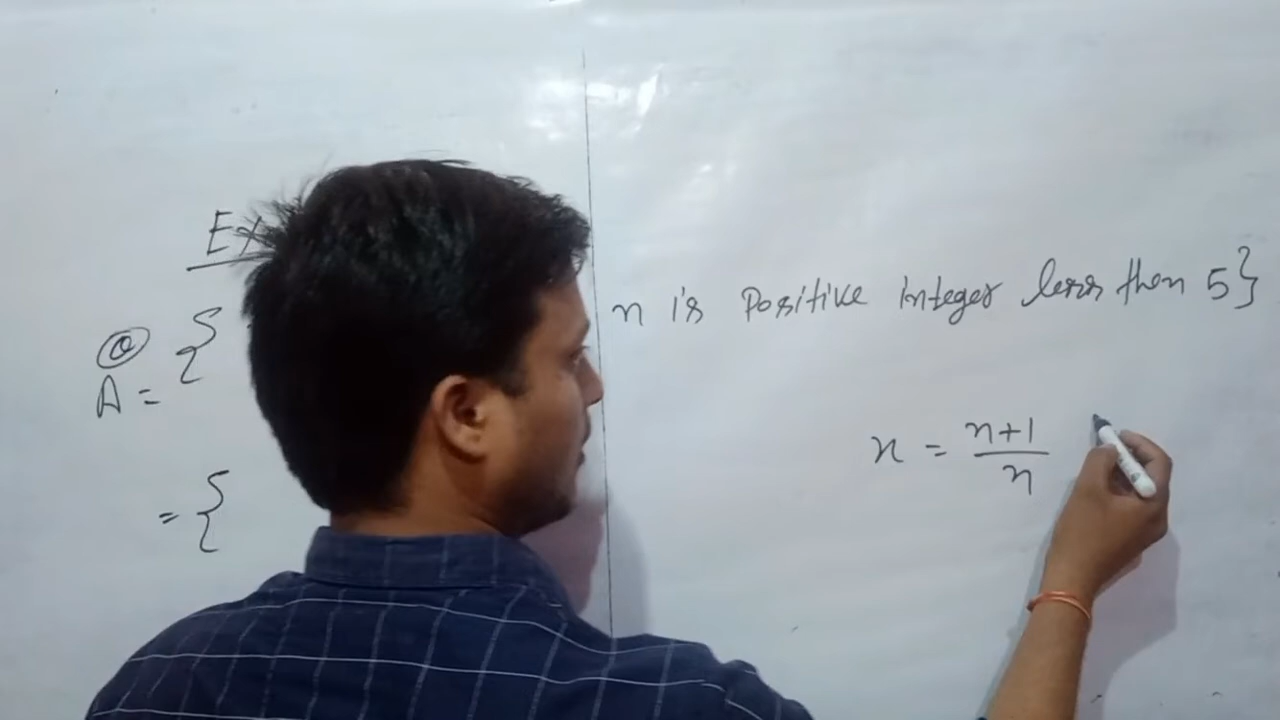 Ex
n is Positive integer less then 5}
@ {
A =
n = n+1/n
= {